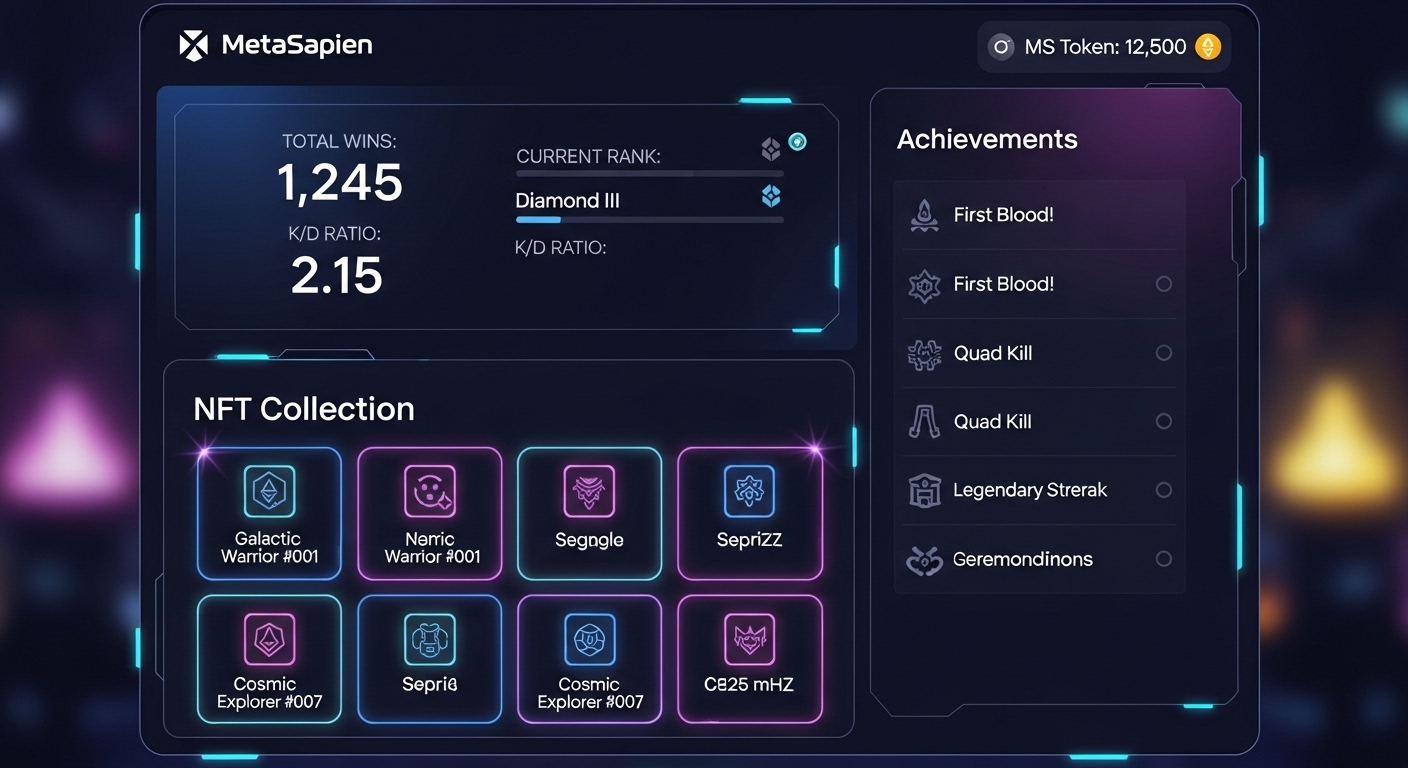 MetaSapien
MS Token: 12,500
TOTAL WINS:
1,245
K/D RATIO:
2.15
CURRENT RANK:
Diamond III
K/D RATIO:
Achievements
First Blood!
First Blood!
Quad Kill
Quad Kill
Legendary Strerak
Geremondinons
NFT Collection
Galactic
Warrior #001
Nerric
Warrior #001
Segngle
SepriZZ
Cosmic
Explorer #007
Sepri8
Cosmic
Explorer #007
C825 mHZ